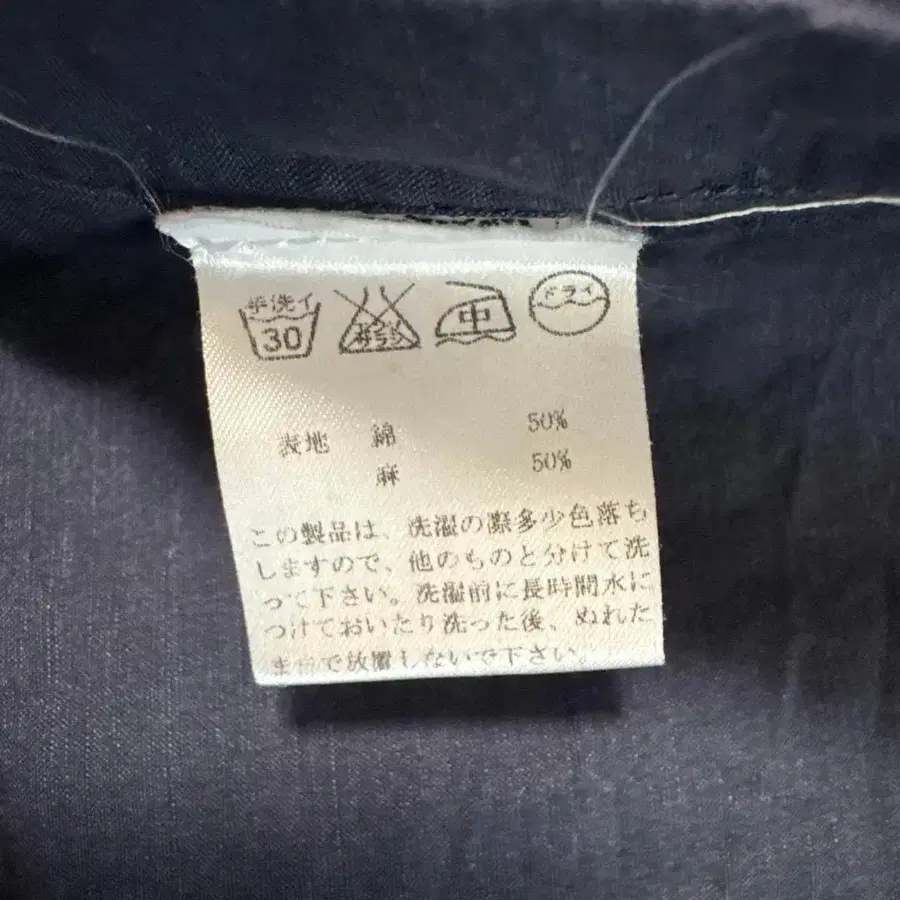 手洗イ 30 エンソサラシ 中 ドライ
表地 綿 50%
麻 50%
この製品は、洗濯の際多少色落ち
しますので、他のものと分けて洗
って下さい。洗濯前に長時間水に
つけておいたり洗った後、ぬれた
ままで放置しないで下さい。